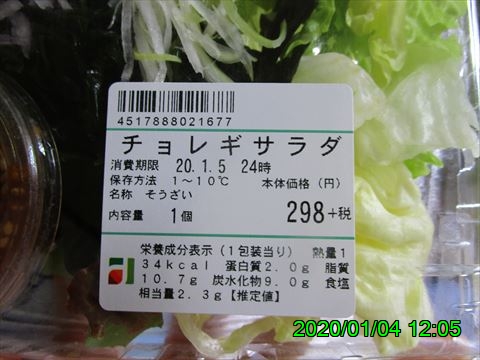 4517888021677
チョレギサラダ
消費期限 20.1.5 24時
保存方法 1～10℃ 本体価格(円)
名称 そうざい
内容量 1個 298+税
栄養成分表示(1包装当り) 熱量1
34kcal 蛋白質2.0g 脂質
10.7g 炭水化物9.0g 食塩
相当量2.3g【推定値】
2020/01/04 12:05